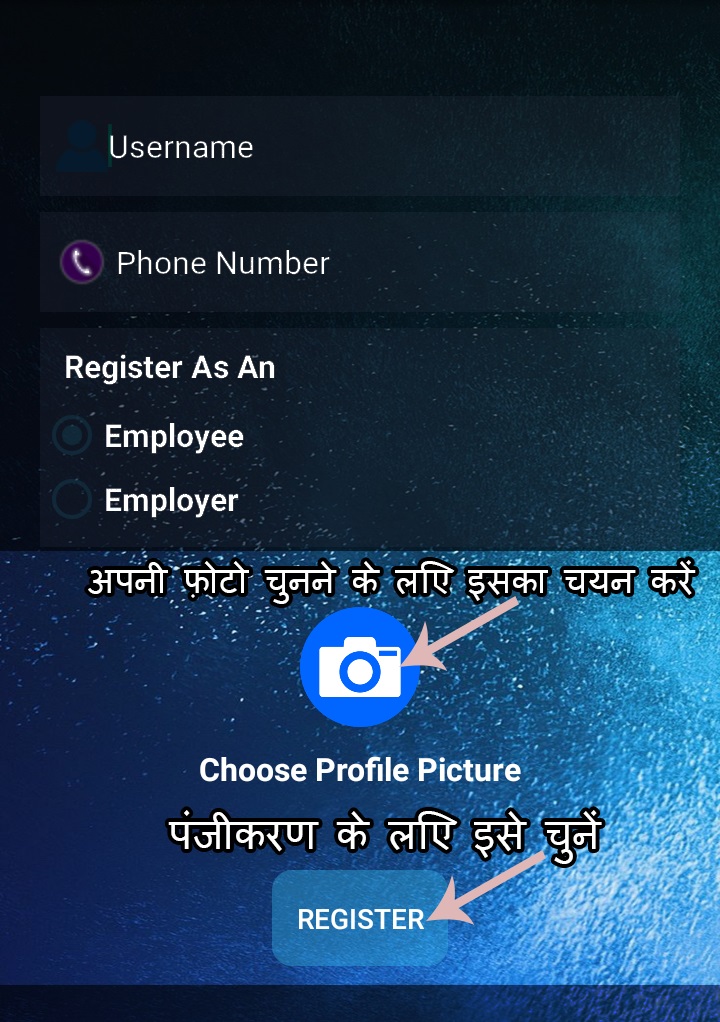 Username
Phone Number
Register As An
Employee
Employer
अपनी फ़ोटो चुनने के लिए इसका चयन करें
Choose Profile Picture
पंजीकरण के लिए इसे चुनें
REGISTER